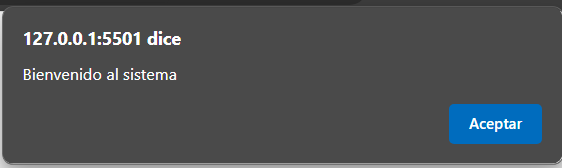 127.0.0.1:5501 dice
Bienvenido al sistema
Aceptar